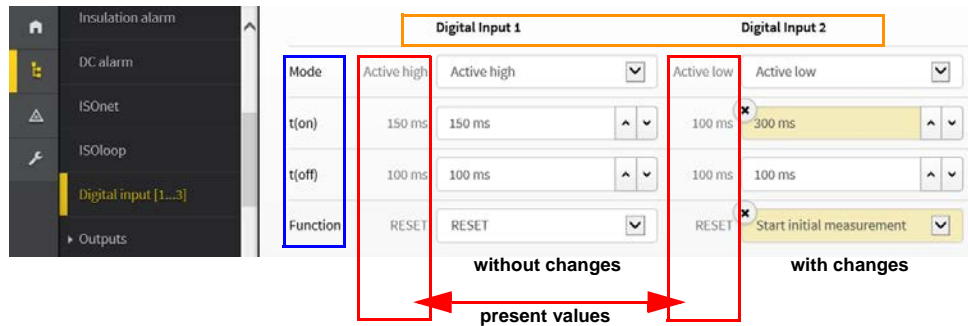 Insulation alarm
DC alarm
ISOnet
ISOloop
Digital input [1...3]
Outputs
Digital Input 1 Digital Input 2
Mode Active high Active high Active low Active low
t(on) 150 ms 150 ms 100 ms 300 ms
t(off) 100 ms 100 ms 100 ms 100 ms
Function RESET RESET RESET Start initial measurement
without changes with changes
present values